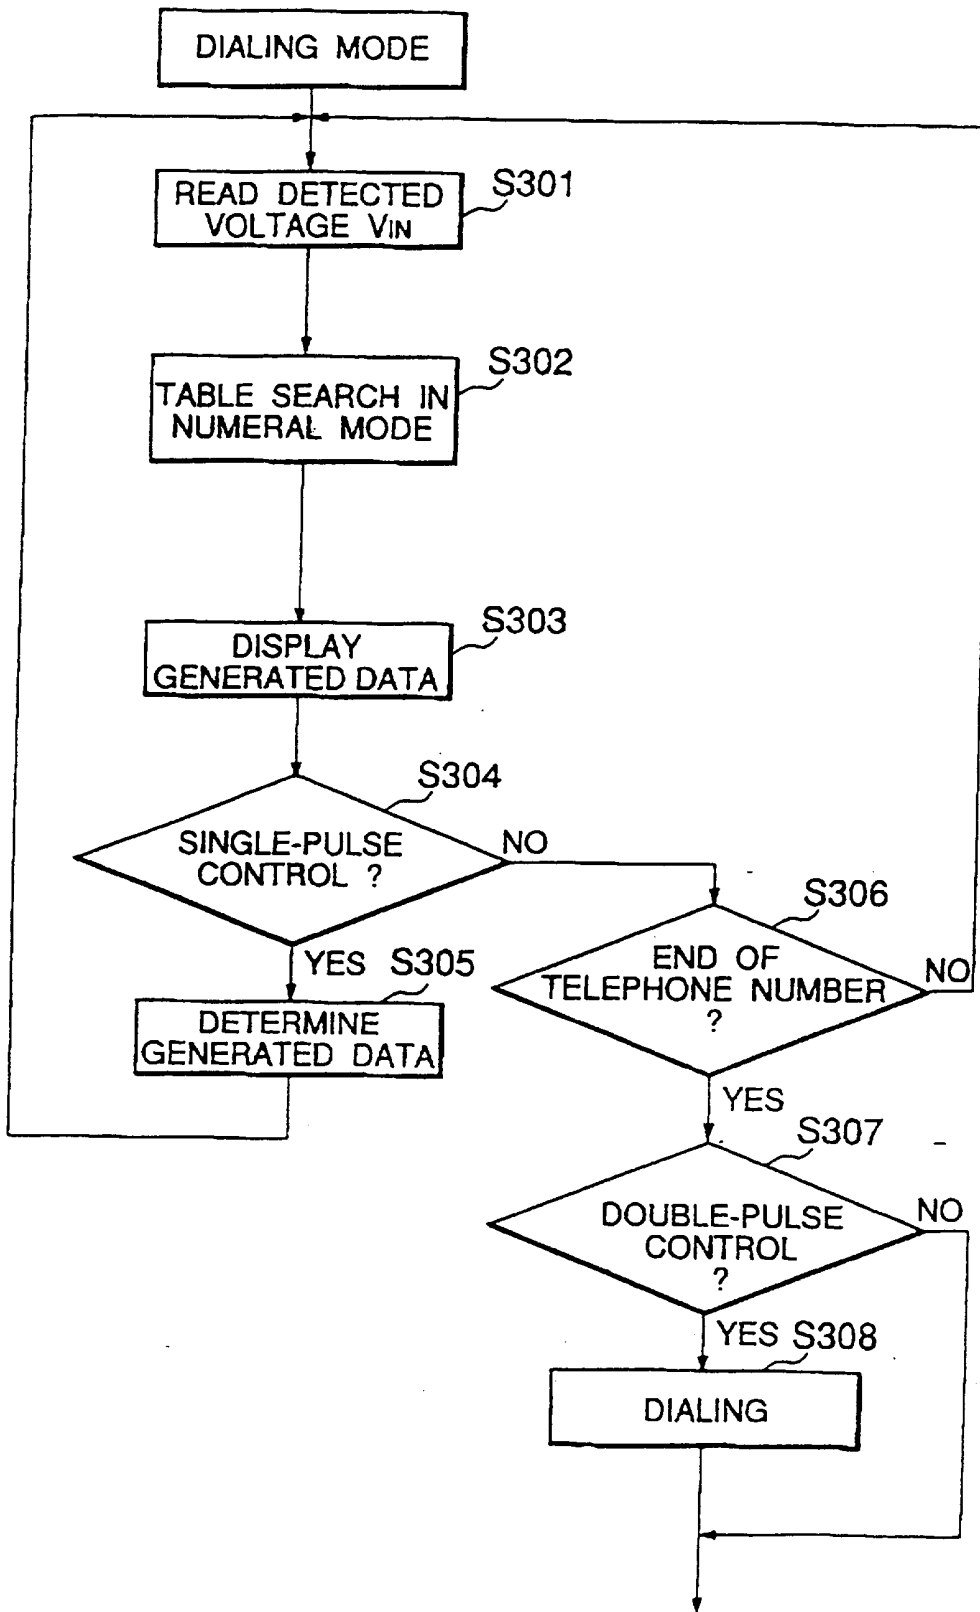 DIALING MODE
S301
READ DETECTED
VOLTAGE VIN
S302
TABLE SEARCH IN
NUMERAL MODE
S303
DISPLAY
GENERATED DATA
S304
SINGLE-PULSE
CONTROL ?
NO
S306
END OF
TELEPHONE NUMBER
?
NO
YES S305
DETERMINE
GENERATED DATA
YES
S307
DOUBLE-PULSE
CONTROL
?
NO
YES S308
DIALING